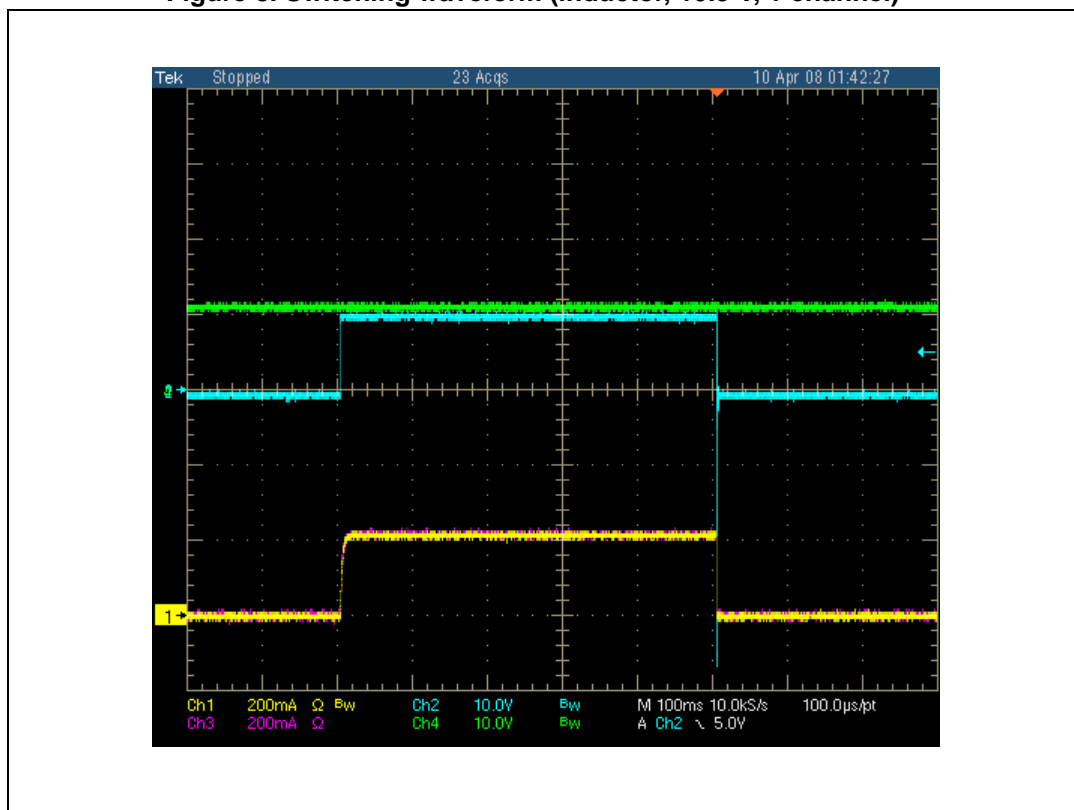 Tek Stopped 23 Acqs 10 Apr 08 01:42:27
1
Ch1 200mA Ω Bw Ch2 10.0V Bw M 100ms 10.0kS/s 100.0µs/pt
Ch3 200mA Ω Ch4 10.0V Bw A Ch2 \ 5.0V